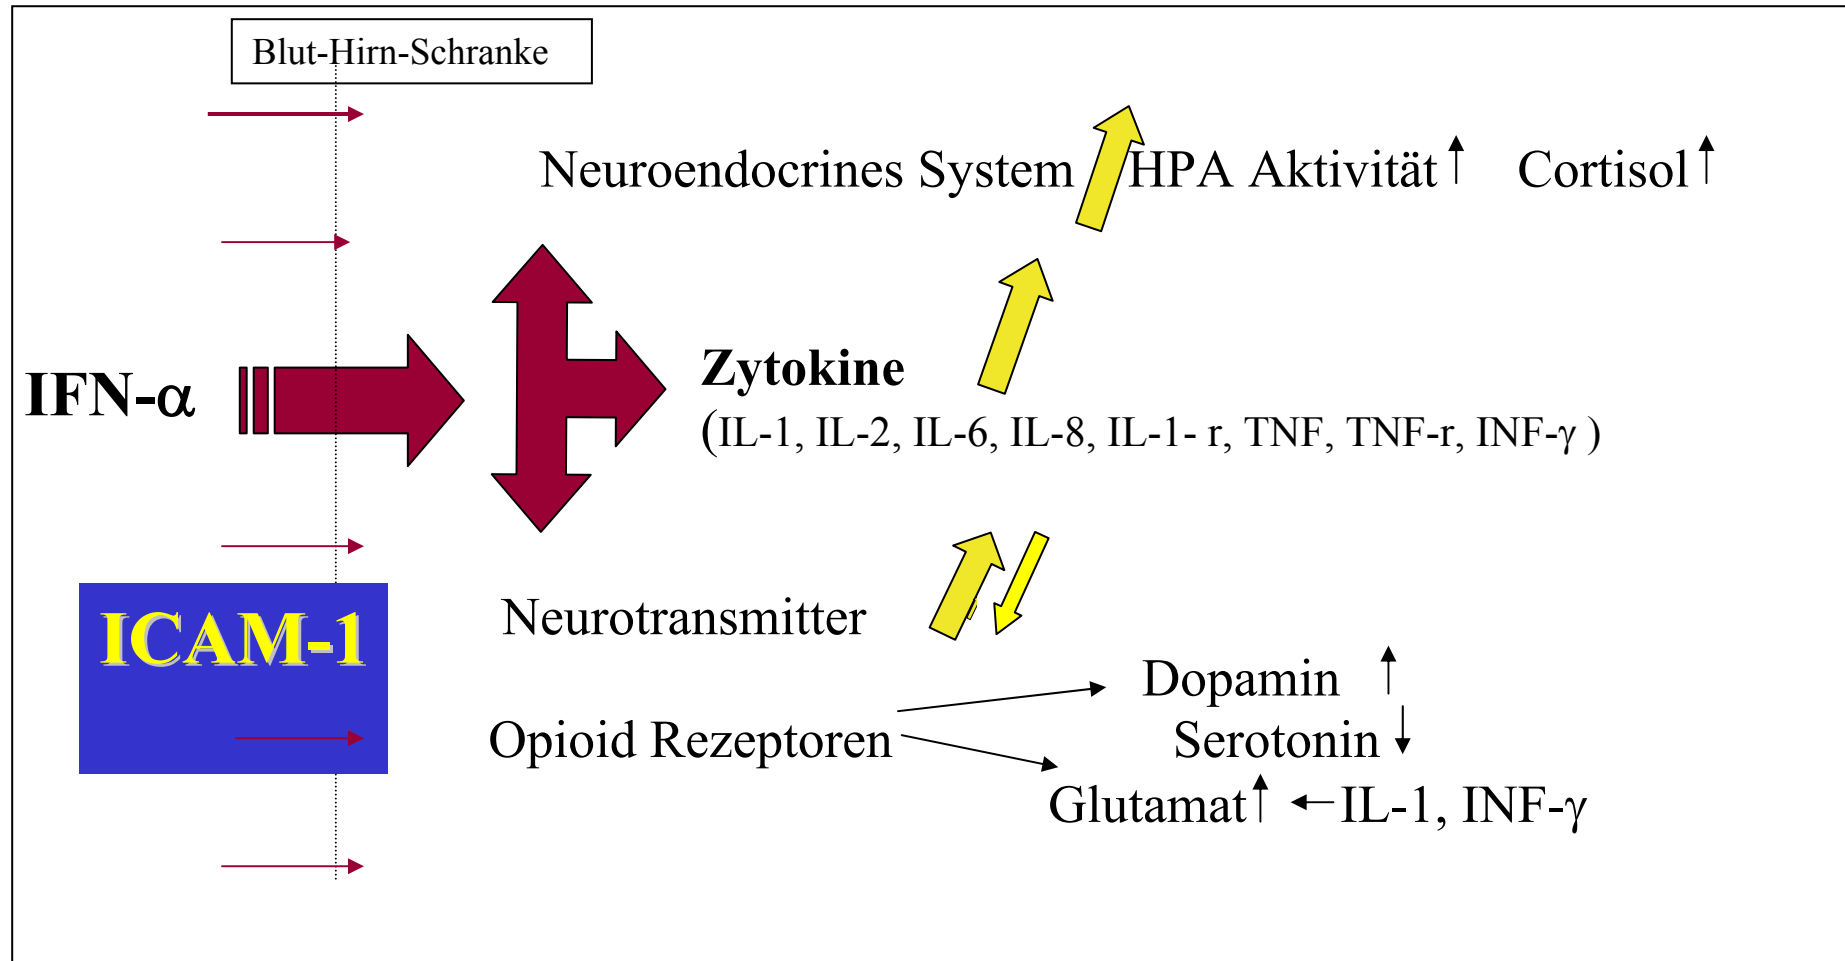 Blut-Hirn-Schranke
Neuroendocrines System HPA Aktivität Cortisol
IFN-α
Zytokine
(IL-1, IL-2, IL-6, IL-8, IL-1- r, TNF, TNF-r, INF-γ )
ICAM-1
Neurotransmitter
Dopamin
Opioid Rezeptoren
Serotonin
Glutamat IL-1, INF-γ